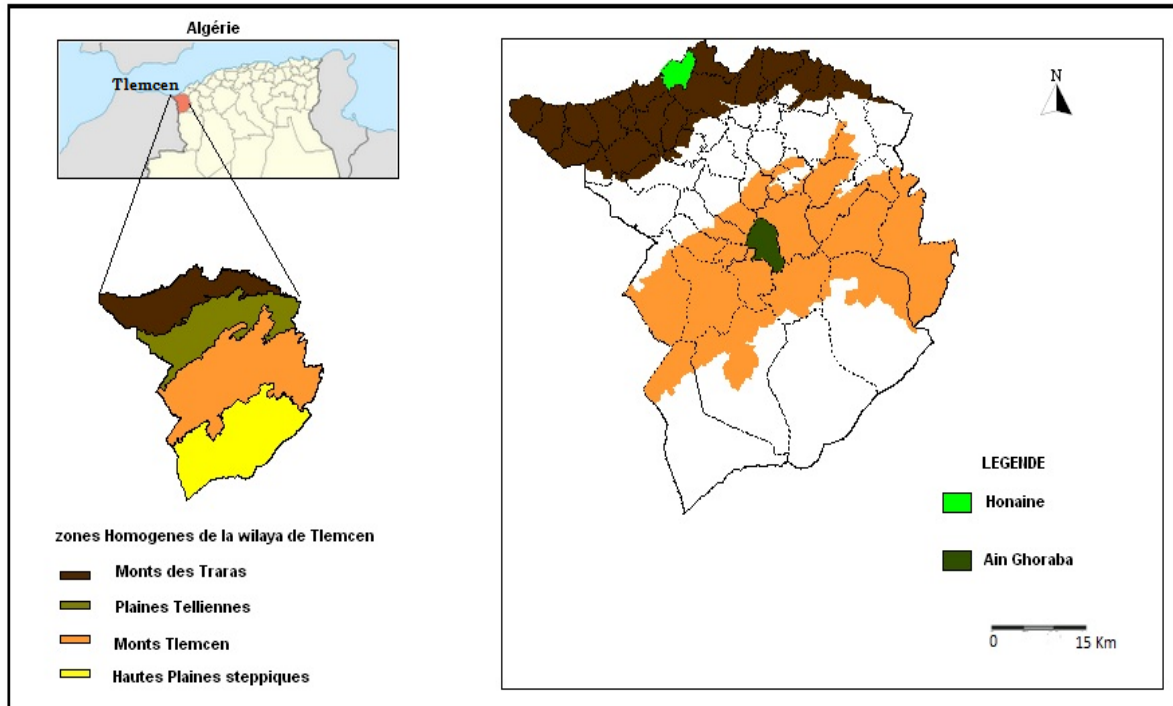 Algérie
Tlemcen
zones Homogenes de la wilaya de Tlemcen
Monts des Traras
Plaines Telliennes
Monts Tlemcen
Hautes Plaines steppiques
N
LEGENDE
Honaine
Ain Ghoraba
0 15 Km